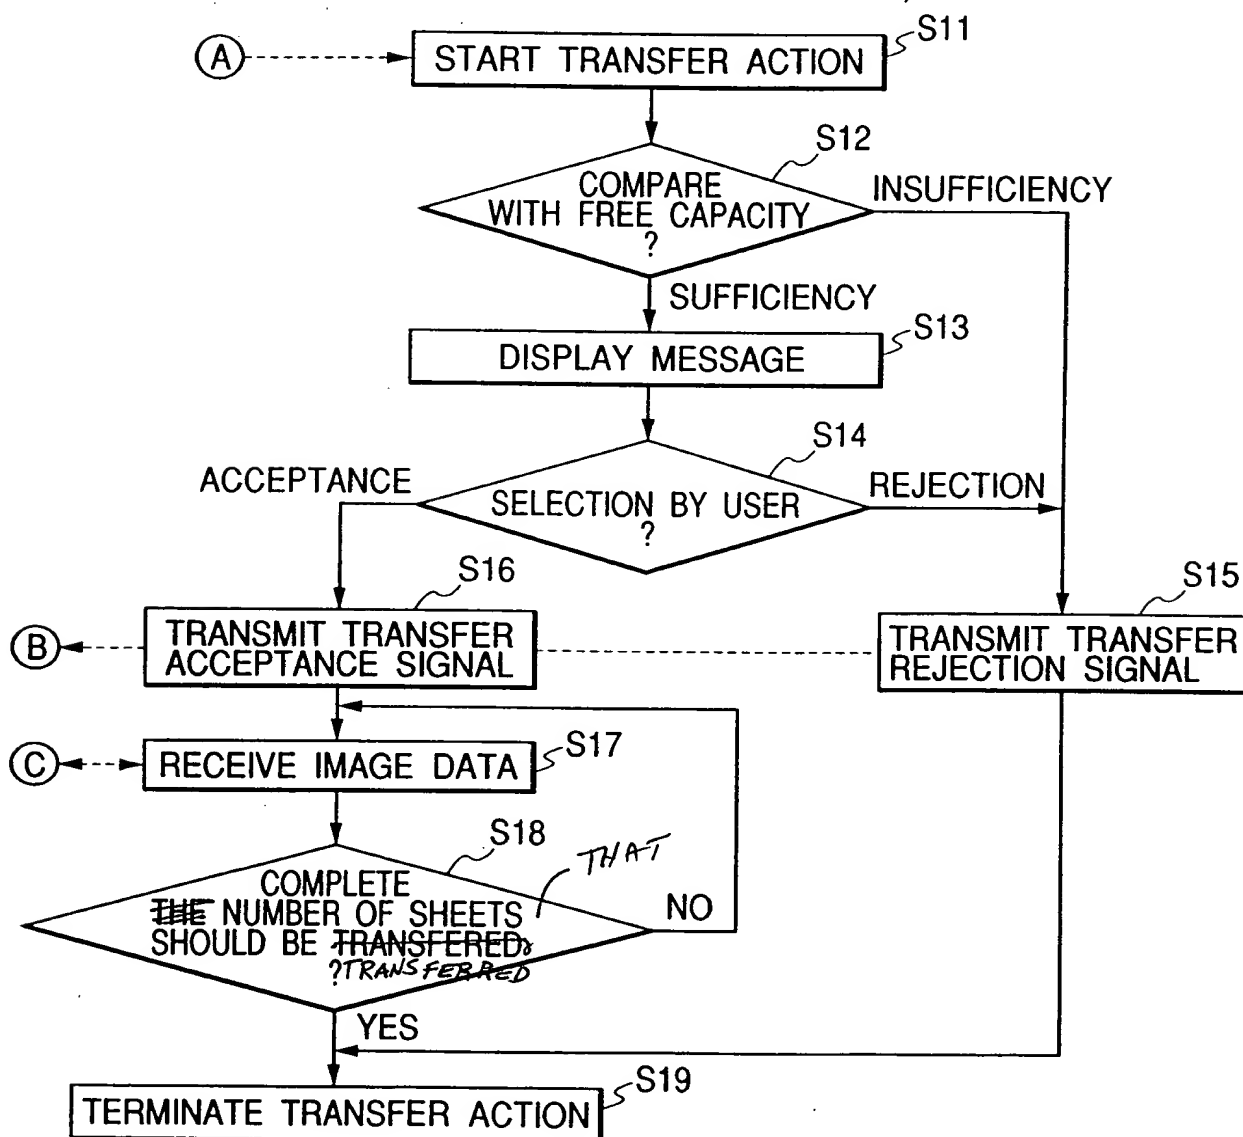 S11
A
START TRANSFER ACTION
S12
COMPARE
WITH FREE CAPACITY
?
INSUFFICIENCY
SUFFICIENCY
S13
DISPLAY MESSAGE
S14
ACCEPTANCE
SELECTION BY USER
?
REJECTION
S16
S15
B
TRANSMIT TRANSFER
ACCEPTANCE SIGNAL
TRANSMIT TRANSFER
REJECTION SIGNAL
C
RECEIVE IMAGE DATA
S17
S18
THAT
COMPLETE
THE NUMBER OF SHEETS
SHOULD BE TRANSFERED
? TRANSFERRED
NO
YES
S19
TERMINATE TRANSFER ACTION